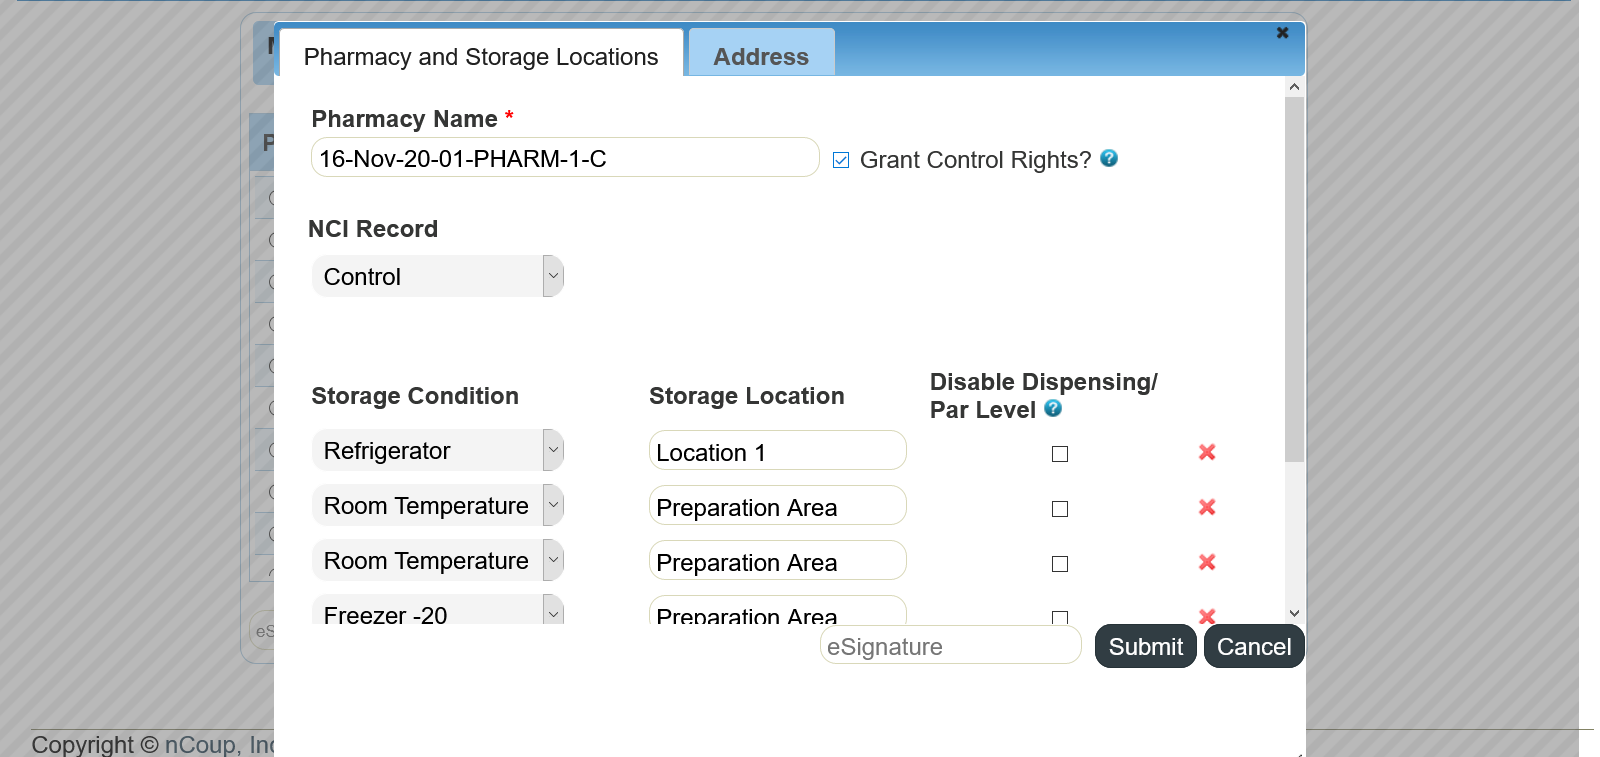 Pharmacy and Storage Locations
Address
Pharmacy Name *
16-Nov-20-01-PHARM-1-C
Grant Control Rights?
NCI Record
Control
Storage Condition
Storage Location
Disable Dispensing/
Par Level
Refrigerator
Location 1
Room Temperature
Preparation Area
Room Temperature
Preparation Area
Freezer -20
Preparation Area
eSignature
Submit
Cancel
Copyright © nCoup, Inc